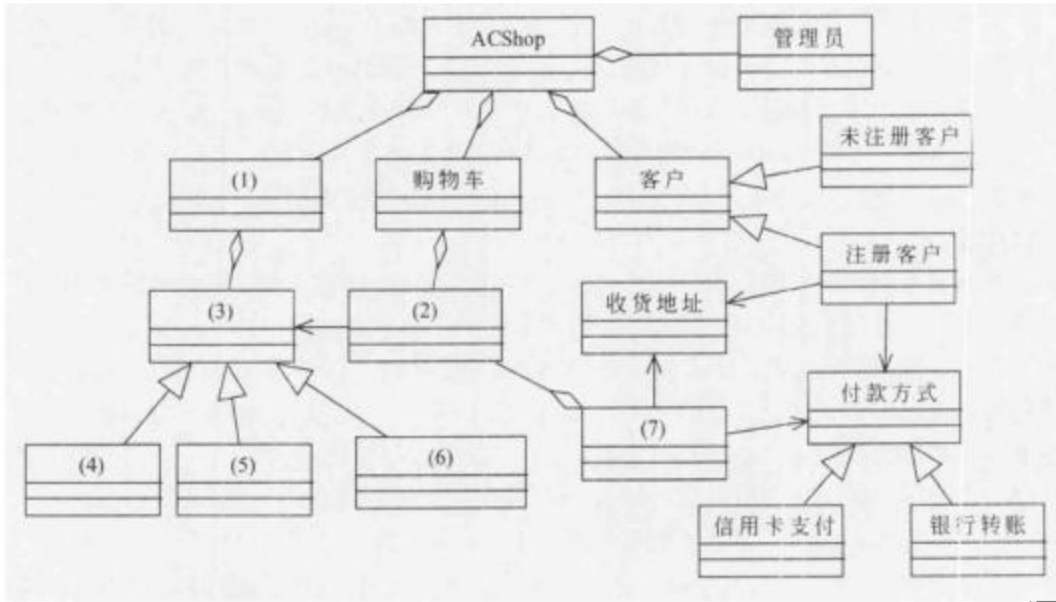 ACShop
管理员
未注册客户
(1)
购物车
客户
注册客户
(3)
(2)
收货地址
付款方式
(4)
(5)
(6)
(7)
信用卡支付
银行转账